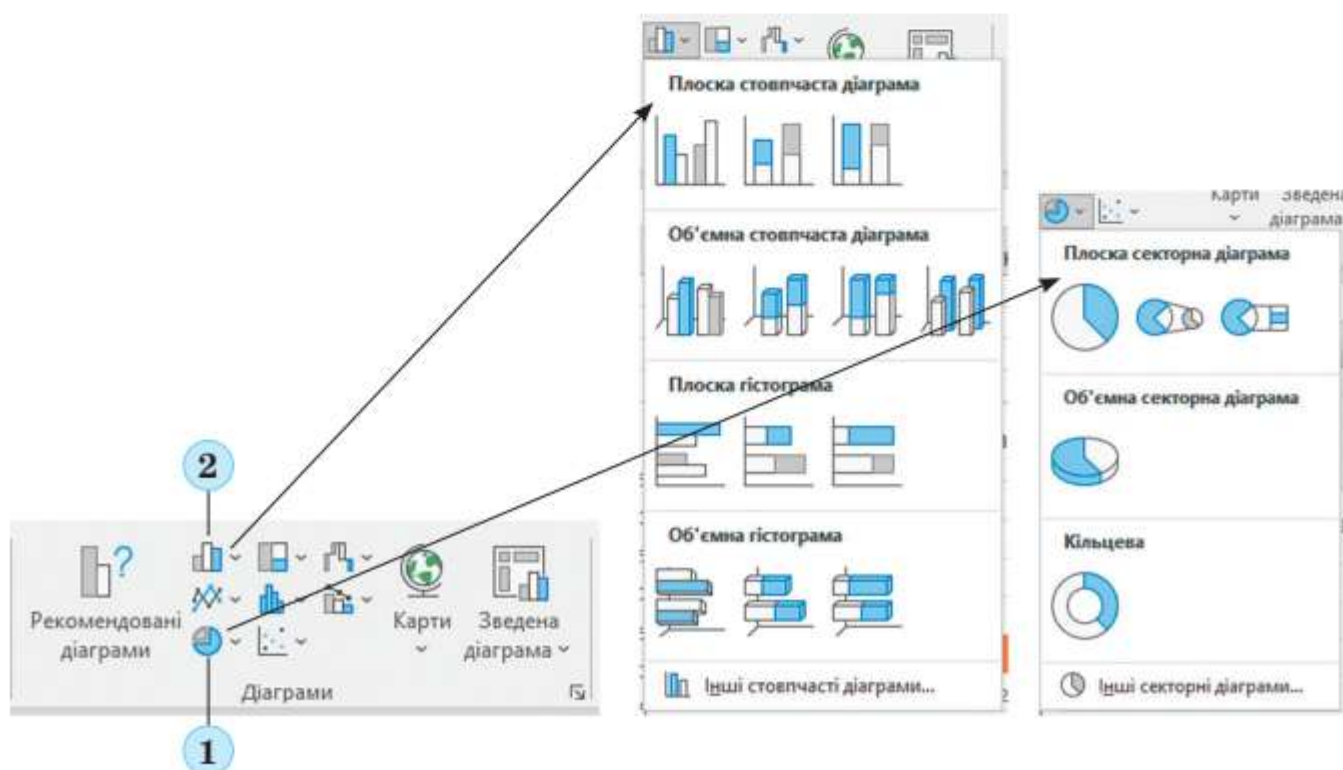 2
Рекомендовані
діаграми
Карти
Зведена
діаграма
Діаграми
1
Плоска стовпчаста діаграма
Об'ємна стовпчаста діаграма
Плоска гістограма
Об'ємна гістограма
Інші стовпчасті діаграми...
2
Карти
Зведена
діаграма
Плоска секторна діаграма
Об'ємна секторна діаграма
Кільцева
Інші секторні діаграми...